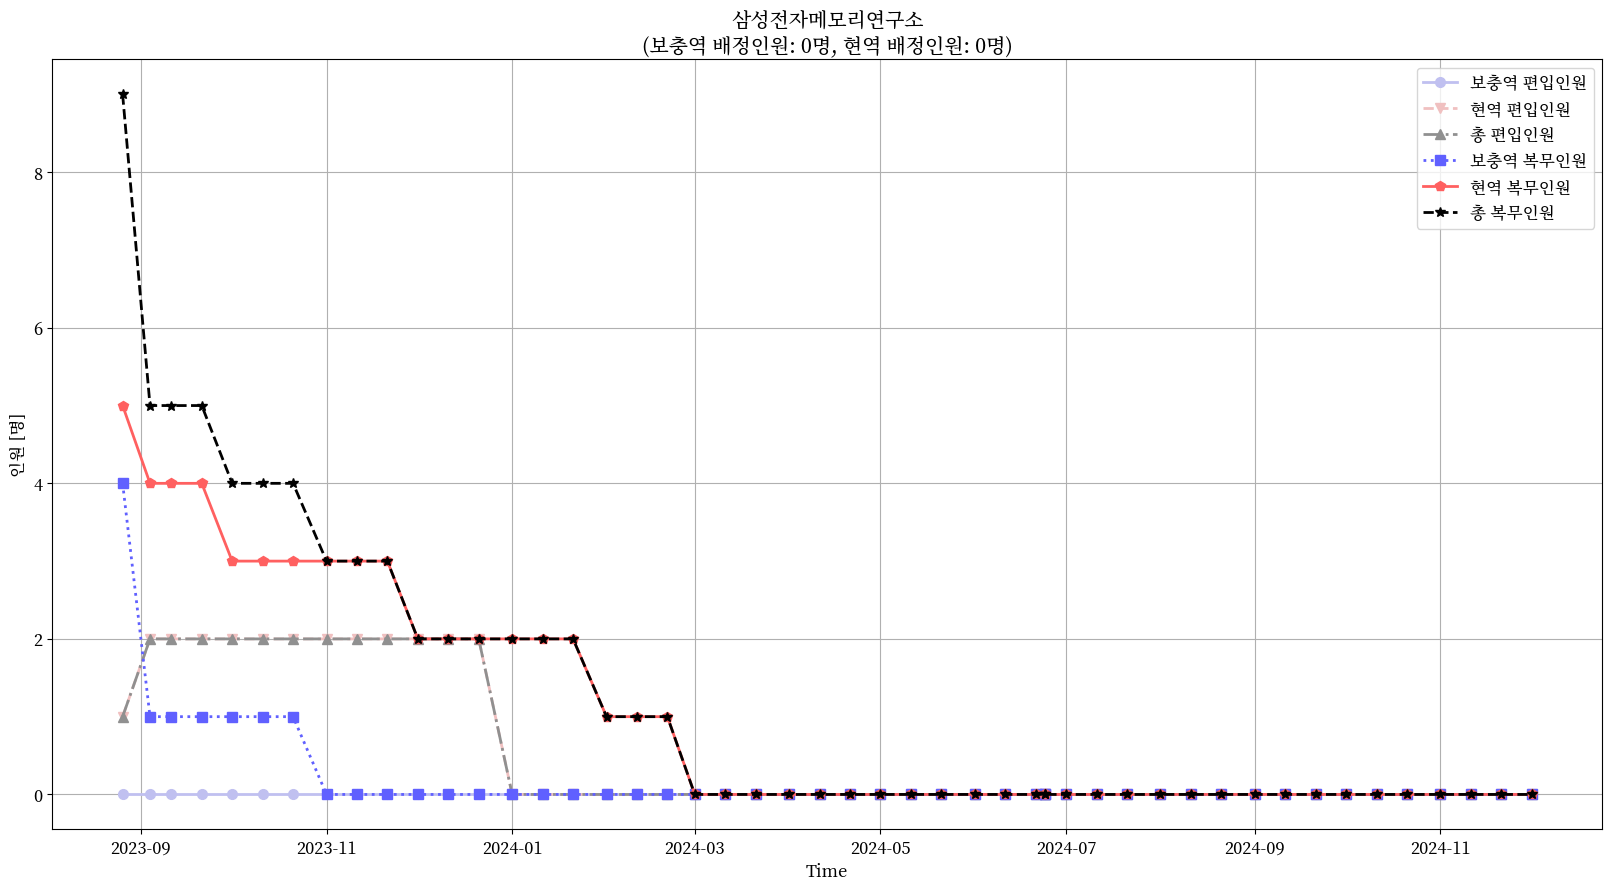 삼성전자메모리연구소
(보충역 배정인원: 0명, 현역 배정인원: 0명)
보충역 편입인원
현역 편입인원
총 편입인원
보충역 복무인원
현역 복무인원
총 복무인원
인원 [명]
8
6
4
2
0
2023-09
2023-11
2024-01
2024-03
2024-05
2024-07
2024-09
2024-11
Time